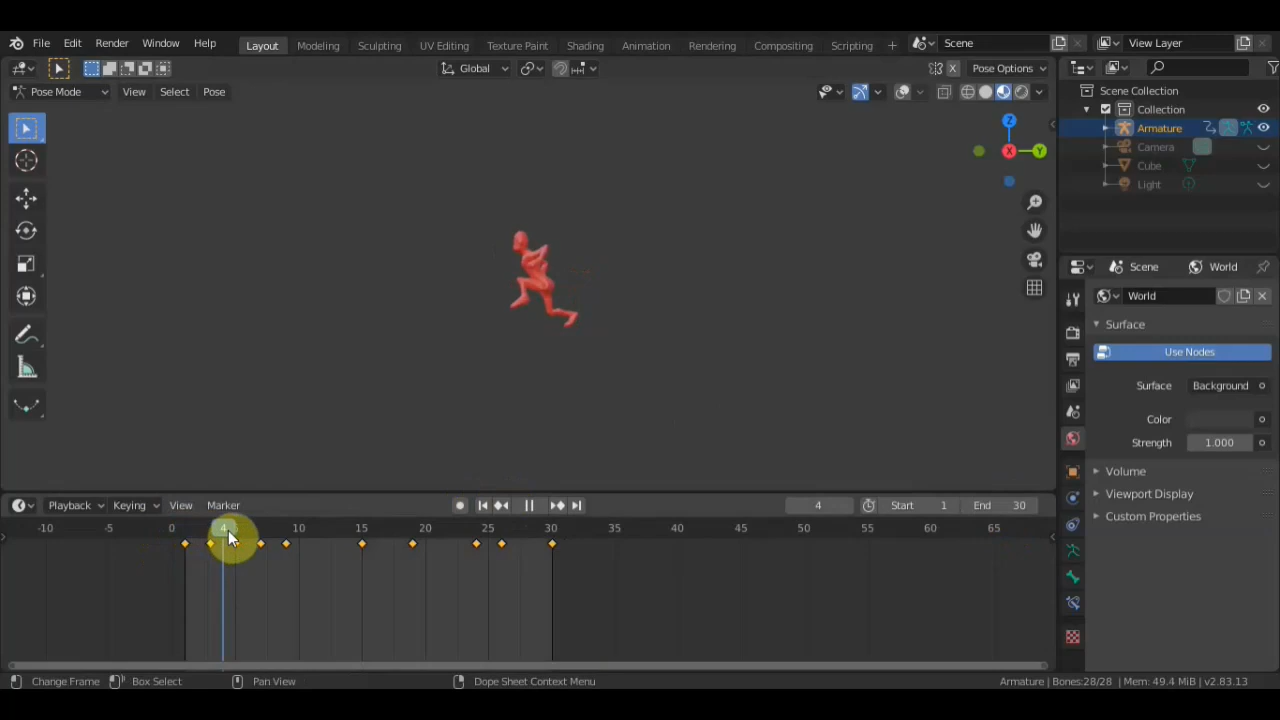 File Edit Render Window Help Layout Modeling Sculpting UV Editing Texture Paint Shading Animation Rendering Compositing Scripting + Scene View Layer
Global Pose Options
Pose Mode View Select Pose
X
Z
X Y
Scene Collection
Collection
Armature
Camera
Cube
Light
Scene World
World
Surface
Use Nodes
Surface Background
Color
Strength 1.000
Volume
Viewport Display
Custom Properties
Playback Keying View Marker 4 Start 1 End 30
-10 -5 0 4 5 10 15 20 25 30 35 40 45 50 55 60 65
Change Frame Box Select Pan View Dope Sheet Context Menu Armature | Bones:28/28 | Mem: 49.4 MiB | v2.83.13